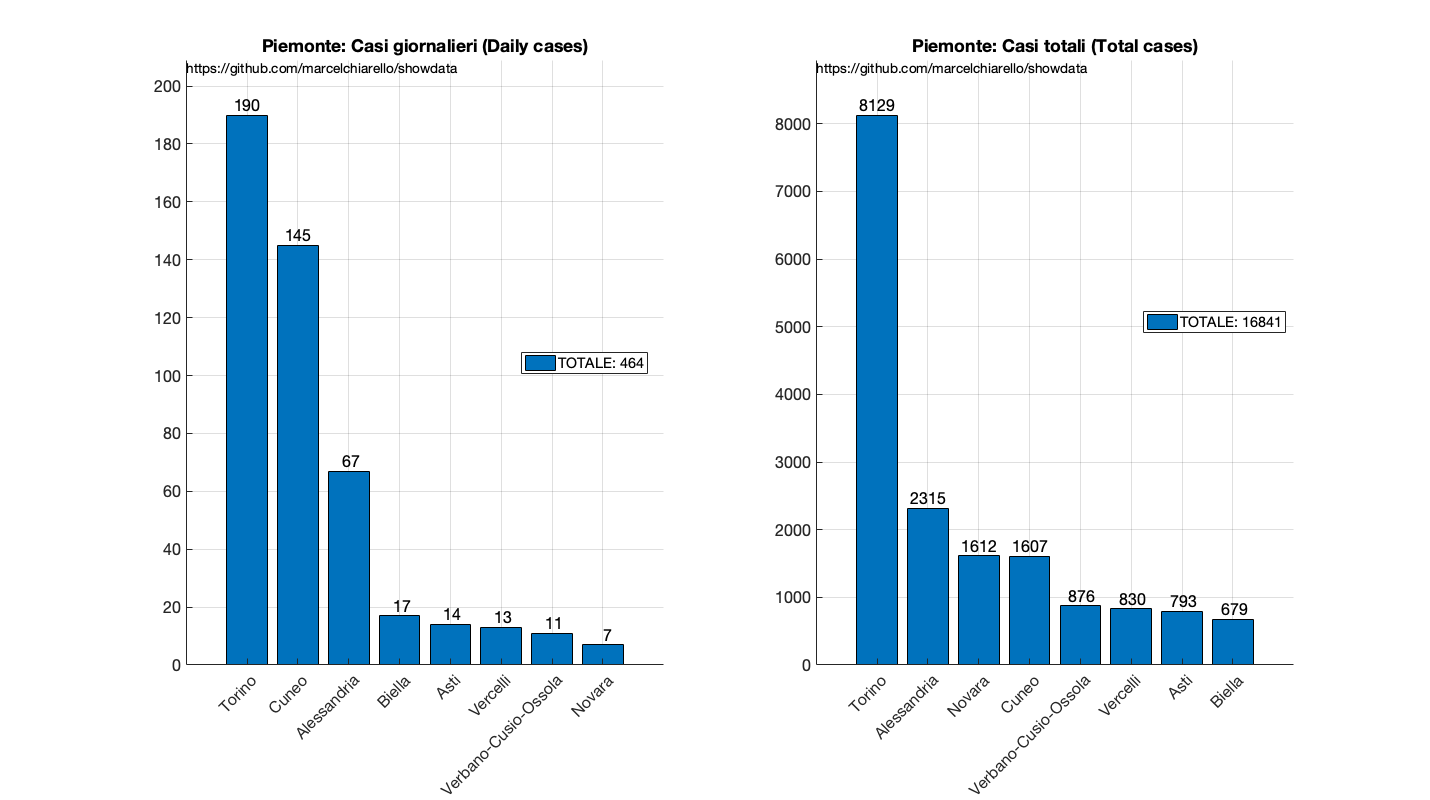 Piemonte: Casi giornalieri (Daily cases)
https://github.com/marcelchiarello/showdata
200
180
160
140
120
100
80
60
40
20
0
190
145
67
17
14
13
11
7
TOTALE: 464
Torino
Cuneo
Alessandria
Biella
Asti
Vercelli
Verbano-Cusio-Ossola
Novara
Piemonte: Casi totali (Total cases)
https://github.com/marcelchiarello/showdata
8000
7000
6000
5000
4000
3000
2000
1000
0
8129
2315
1612
1607
876
830
793
679
TOTALE: 16841
Torino
Alessandria
Novara
Cuneo
Verbano-Cusio-Ossola
Vercelli
Asti
Biella